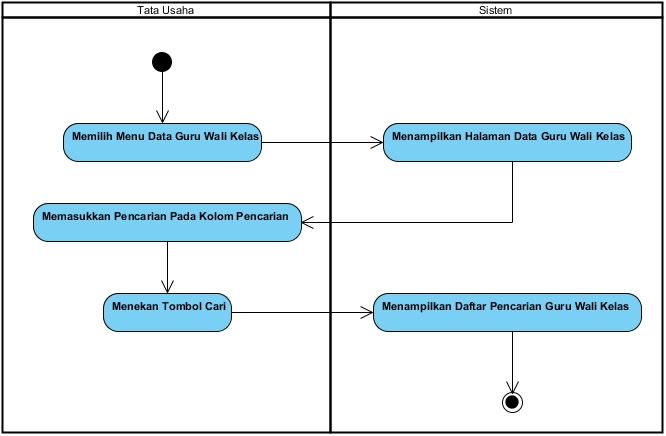 Tata Usaha
Sistem
Memilih Menu Data Guru Wali Kelas
Menampilkan Halaman Data Guru Wali Kelas
Memasukkan Pencarian Pada Kolom Pencarian
Menekan Tombol Cari
Menampilkan Daftar Pencarian Guru Wali Kelas